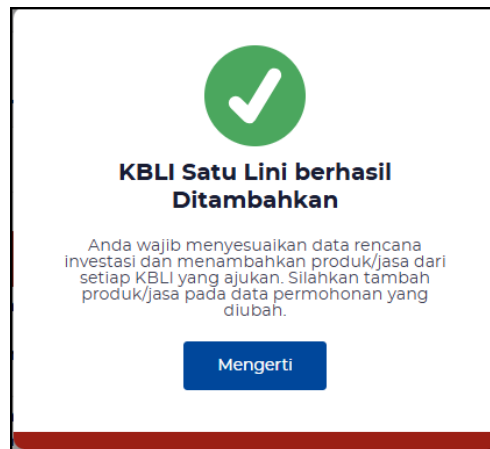 KBLI Satu Lini berhasil
Ditambahkan
Anda wajib menyesuaikan data rencana
investasi dan menambahkan produk/jasa dari
setiap KBLI yang ajukan. Silahkan tambah
produk/jasa pada data permohonan yang
diubah.
Mengerti